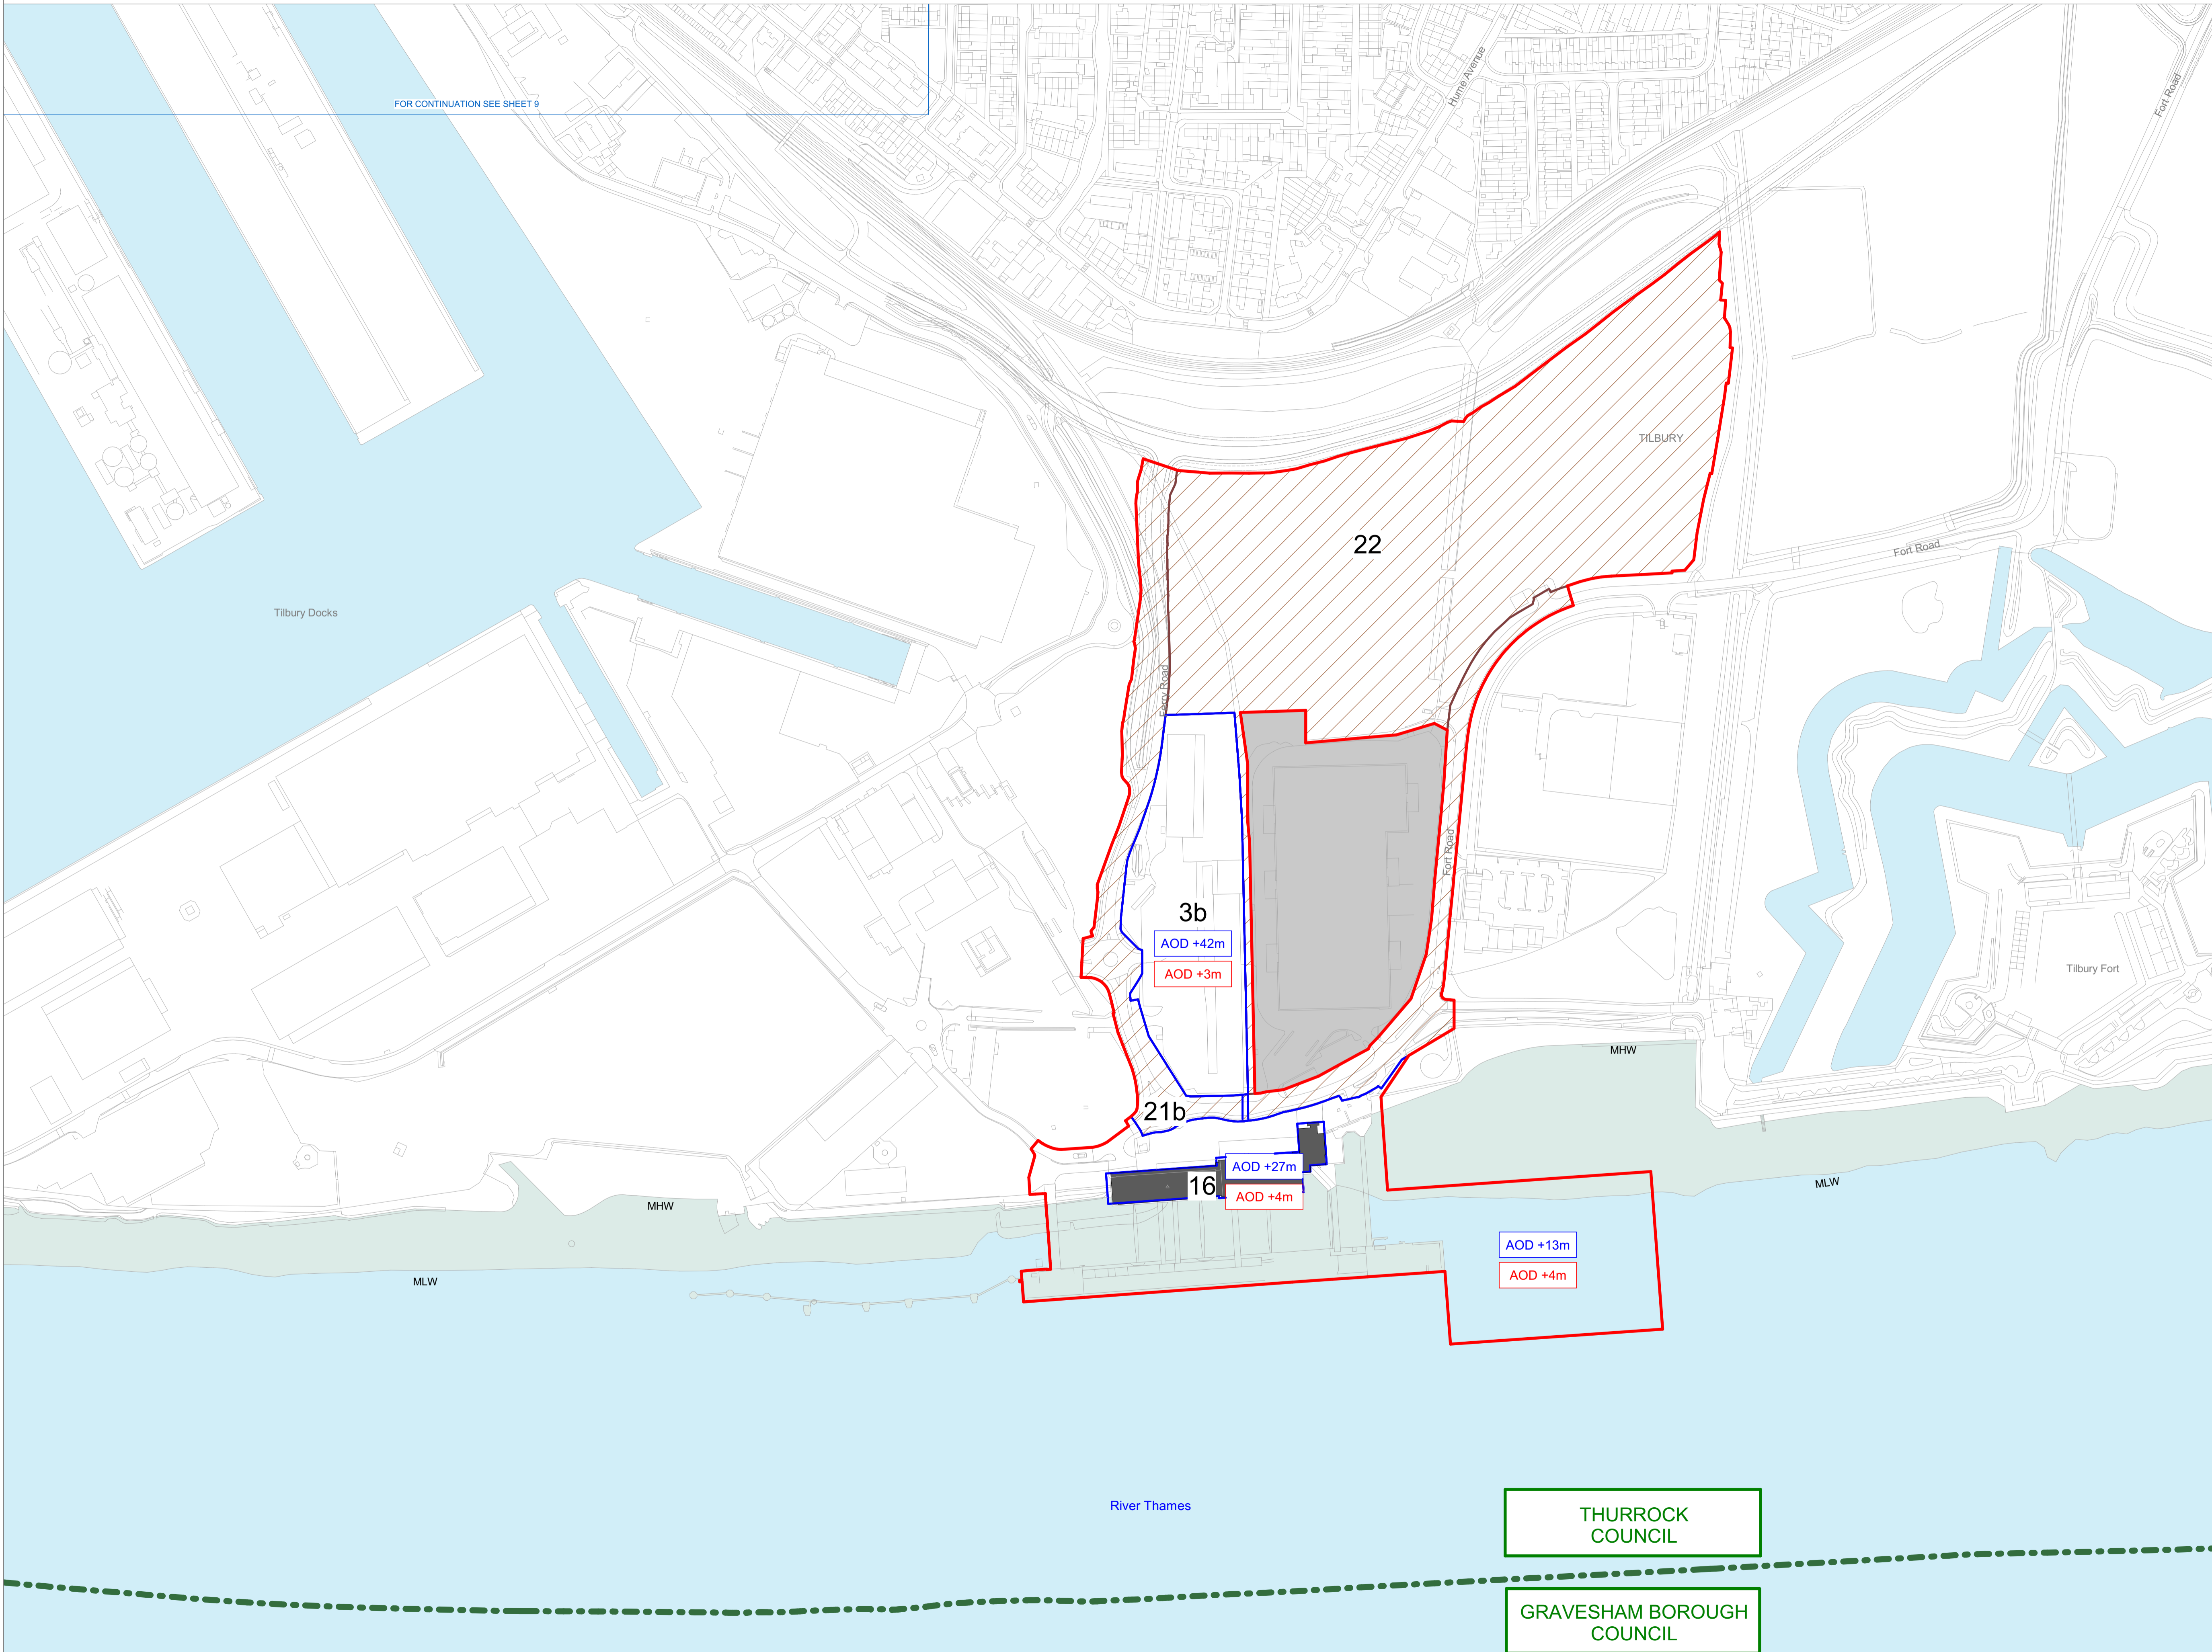 FOR CONTINUATION SEE SHEET 9
Hume Avenue
Fort Road
TILBURY
22
Fort Road
Tilbury Docks
Ferry Road
Fort Road
3b
AOD +42m
AOD +3m
Tilbury Fort
MHW
21b
AOD +27m
16
AOD +4m
MLW
MHW
AOD +13m
AOD +4m
MLW
River Thames
THURROCK
COUNCIL
GRAVESHAM BOROUGH
COUNCIL